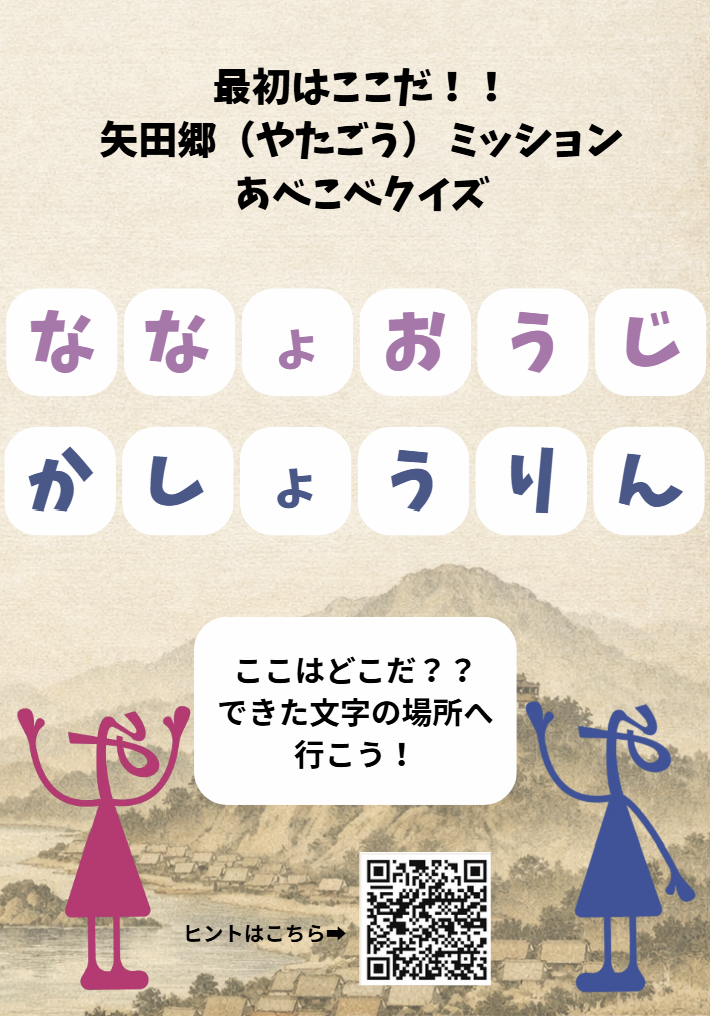 最初はここだ！！
矢田郷（やたごう）ミッション
あべこべクイズ
ななょおうじ
かしょうりん
ここはどこだ？？
できた文字の場所へ
行こう！
ヒントはこちら➡